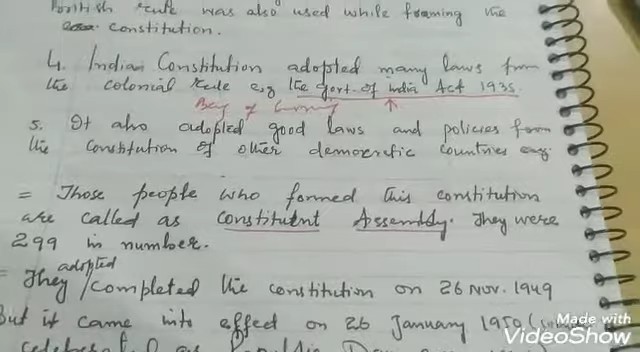 British rule was also used while framing the
constitution.
4. Indian Constitution adopted many laws from
the colonial rule eg the govt. of india Act 1935.
5. It also adopted good laws and policies from
the constitution of other democratic countries eg:
= Those people who formed this constitution
are called as constituent Assembly. They were
299 in number.
adopted
= They / completed the constitution on 26 Nov. 1949
But it came into effect on 26 January 1950 (
Made with
VideoShow